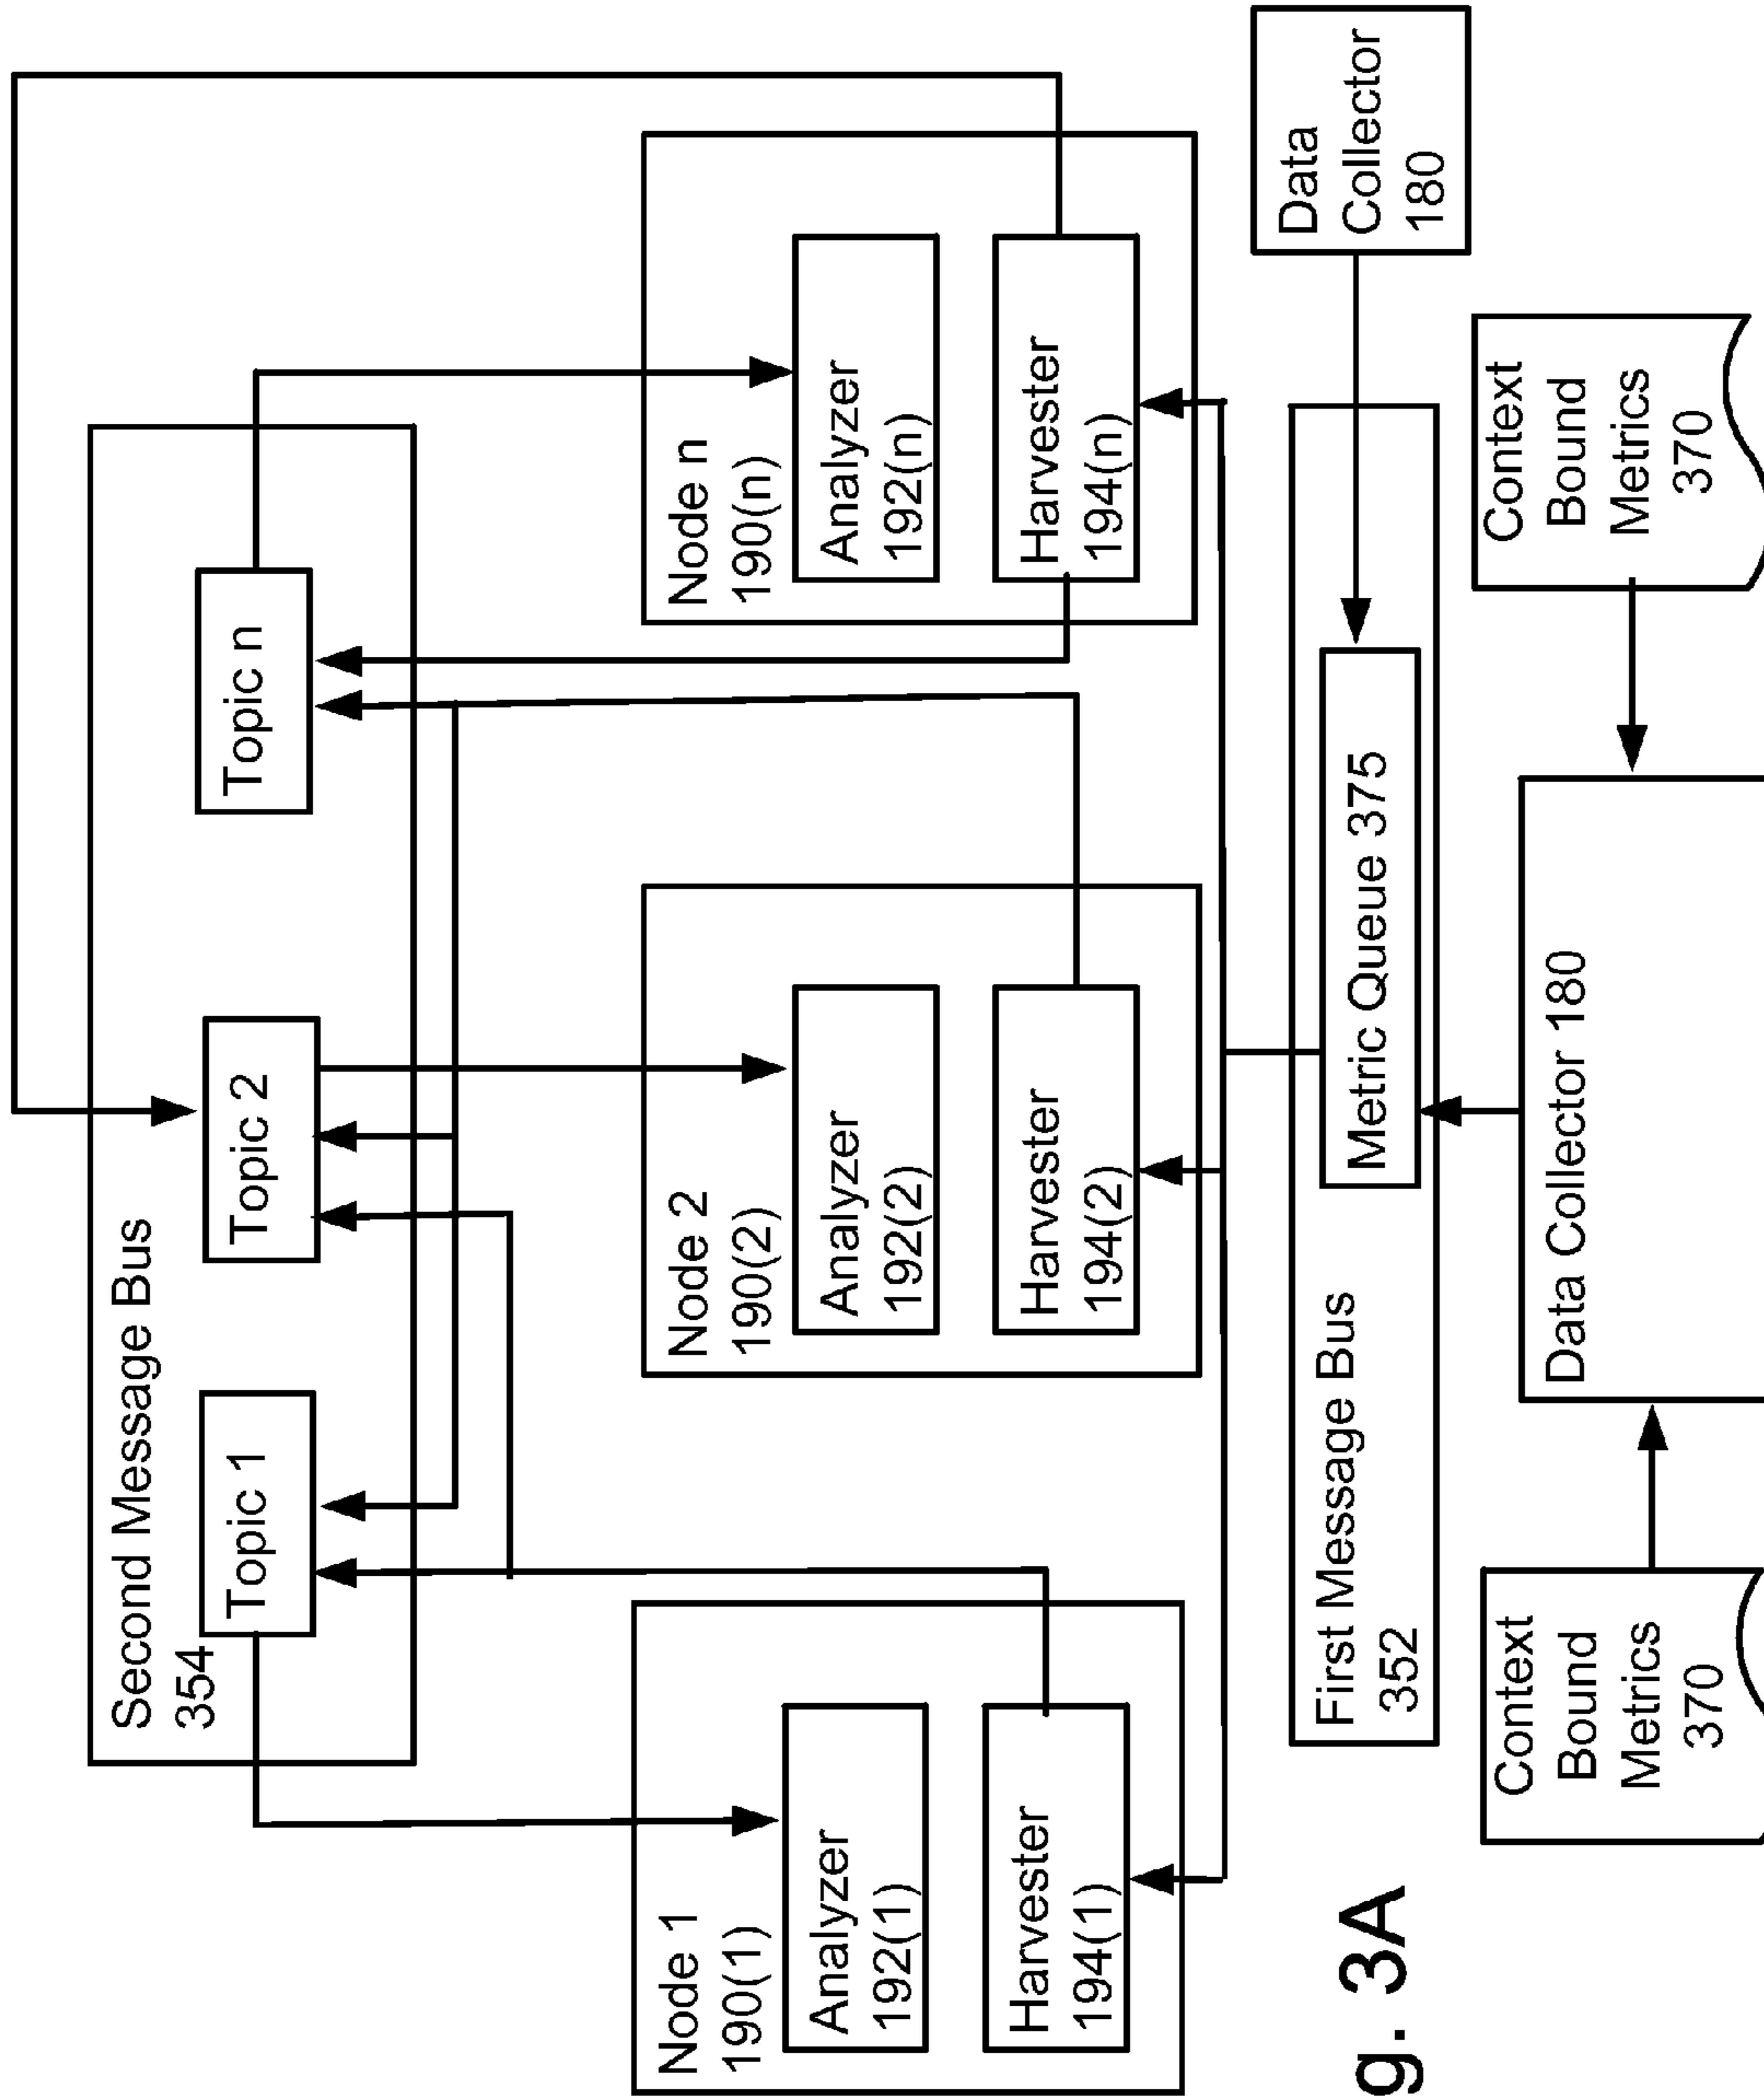 Second Message Bus
354
Topic 1
Topic 2
Topic n
Node 1
190(1)
Analyzer
192(1)
Harvester
194(1)
Node 2
190(2)
Analyzer
192(2)
Harvester
194(2)
Node n
190(n)
Analyzer
192(n)
Harvester
194(n)
First Message Bus
352
Metric Queue 375
Data
Collector
180
Context
Bound
Metrics
370
Data Collector 180
Context
Bound
Metrics
370
g. 3A